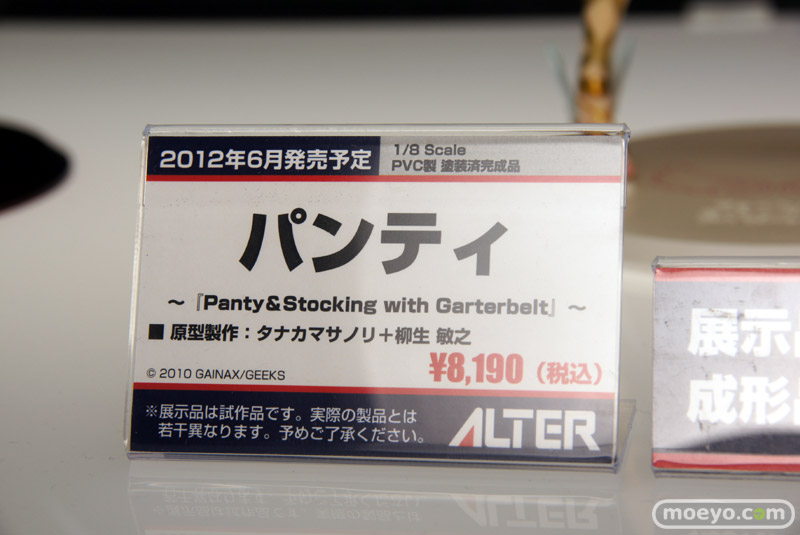 2012年6月発売予定
1/8 Scale
PVC製 塗装済完成品
パンティ
～『Panty&Stocking with Garterbelt』～
■ 原型製作：タナカマサノリ＋柳生 敏之
¥8,190（税込）
© 2010 GAINAX/GEEKS
※展示品は試作品です。実際の製品とは
若干異なります。予めご了承ください。
ALTER
展示
成形
moeyo.com